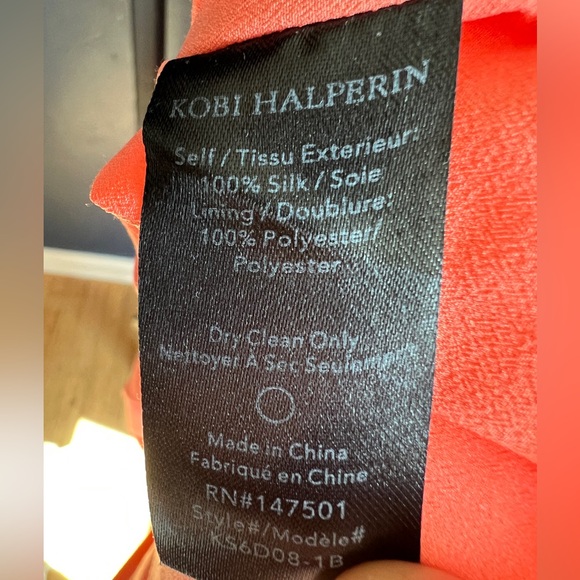 KOBI HALPERIN
Self / Tissu Exterieur:
100% Silk / Soie
Lining / Doublure:
100% Polyester/
Polyester
Dry Clean Only
Nettoyer A Sec Seulement
Made in China
Fabriqué en Chine
RN#147501
Style#/Modèle#
KS6D08-1B